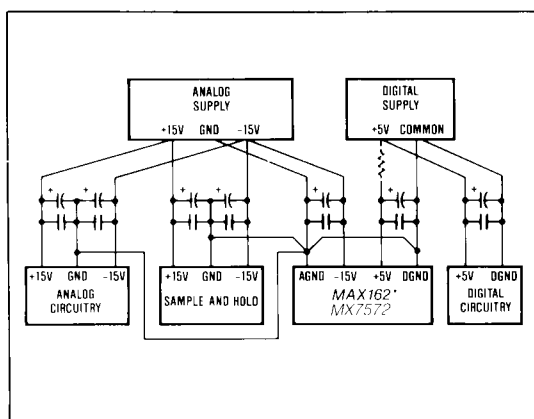 ANALOG
SUPPLY
+15V GND -15V
DIGITAL
SUPPLY
+5V COMMON
+ + + + + + + +
+15V GND -15V
ANALOG
CIRCUITRY
+15V GND -15V
SAMPLE AND HOLD
AGND -15V +5V DGND
MAX162*
MX7572
+5V DGND
DIGITAL
CIRCUITRY